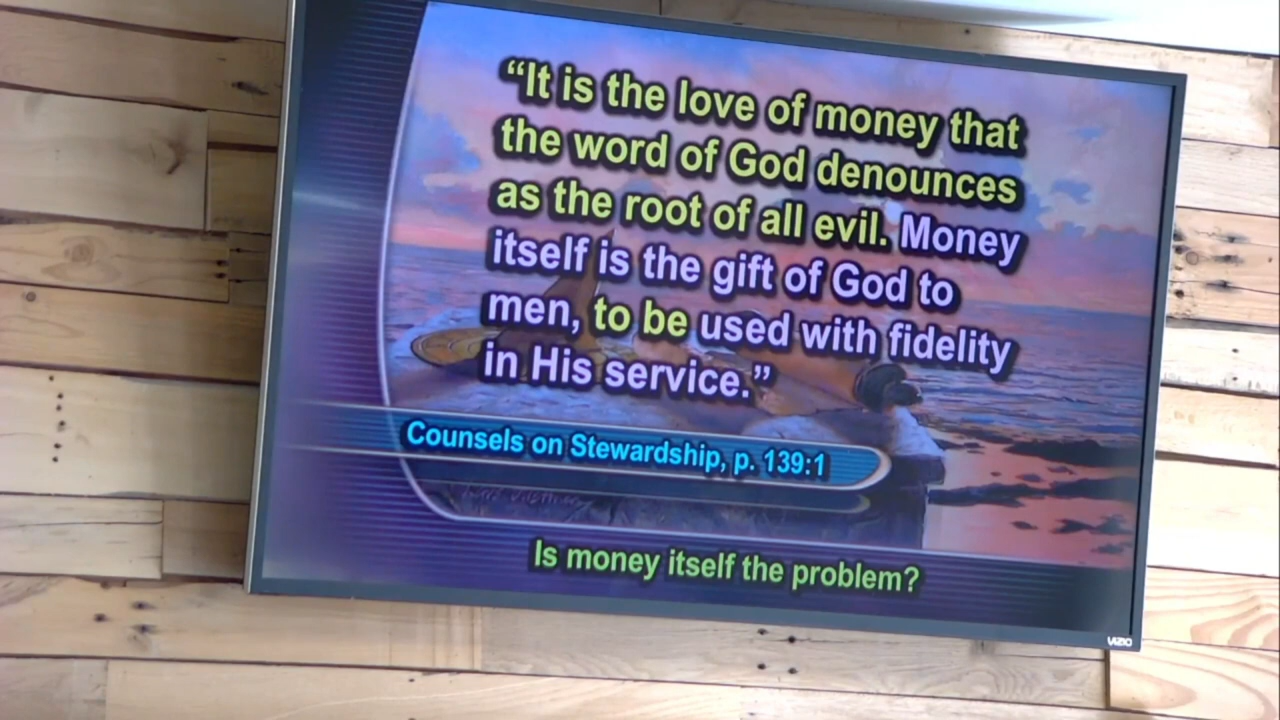 “It is the love of money that
the word of God denounces
as the root of all evil. Money
itself is the gift of God to
men, to be used with fidelity
in His service.”
Counsels on Stewardship, p. 139:1
Is money itself the problem?
VIZIO